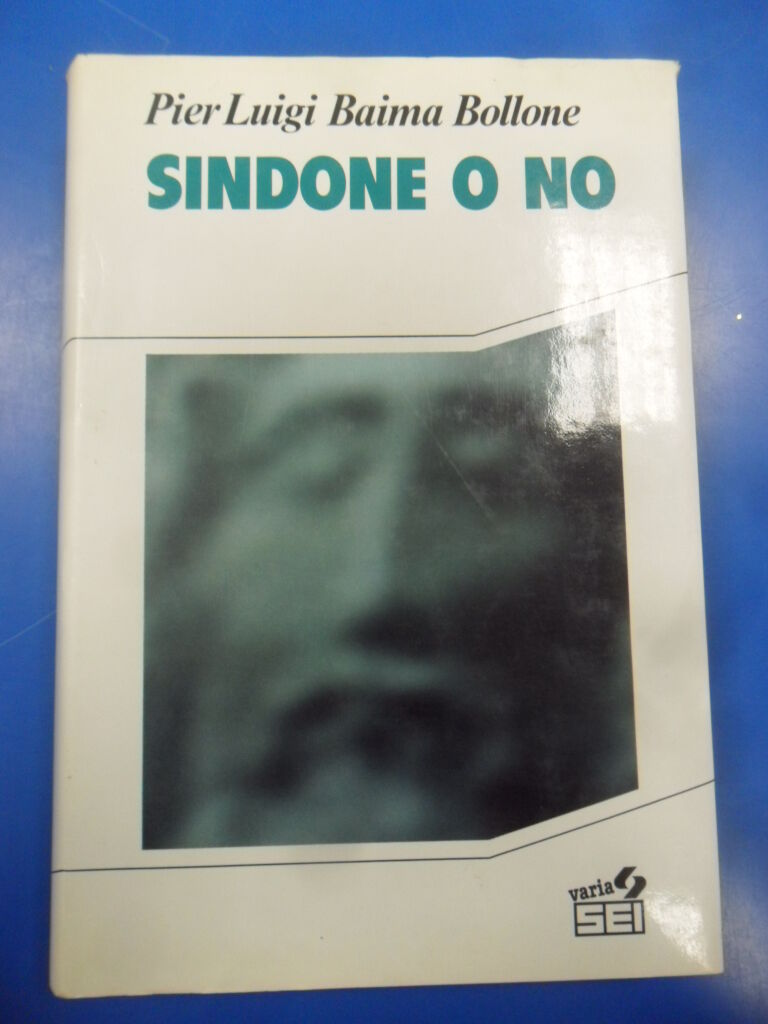 Pier Luigi Baima Bollone
SINDONE O NO
varia
SEI